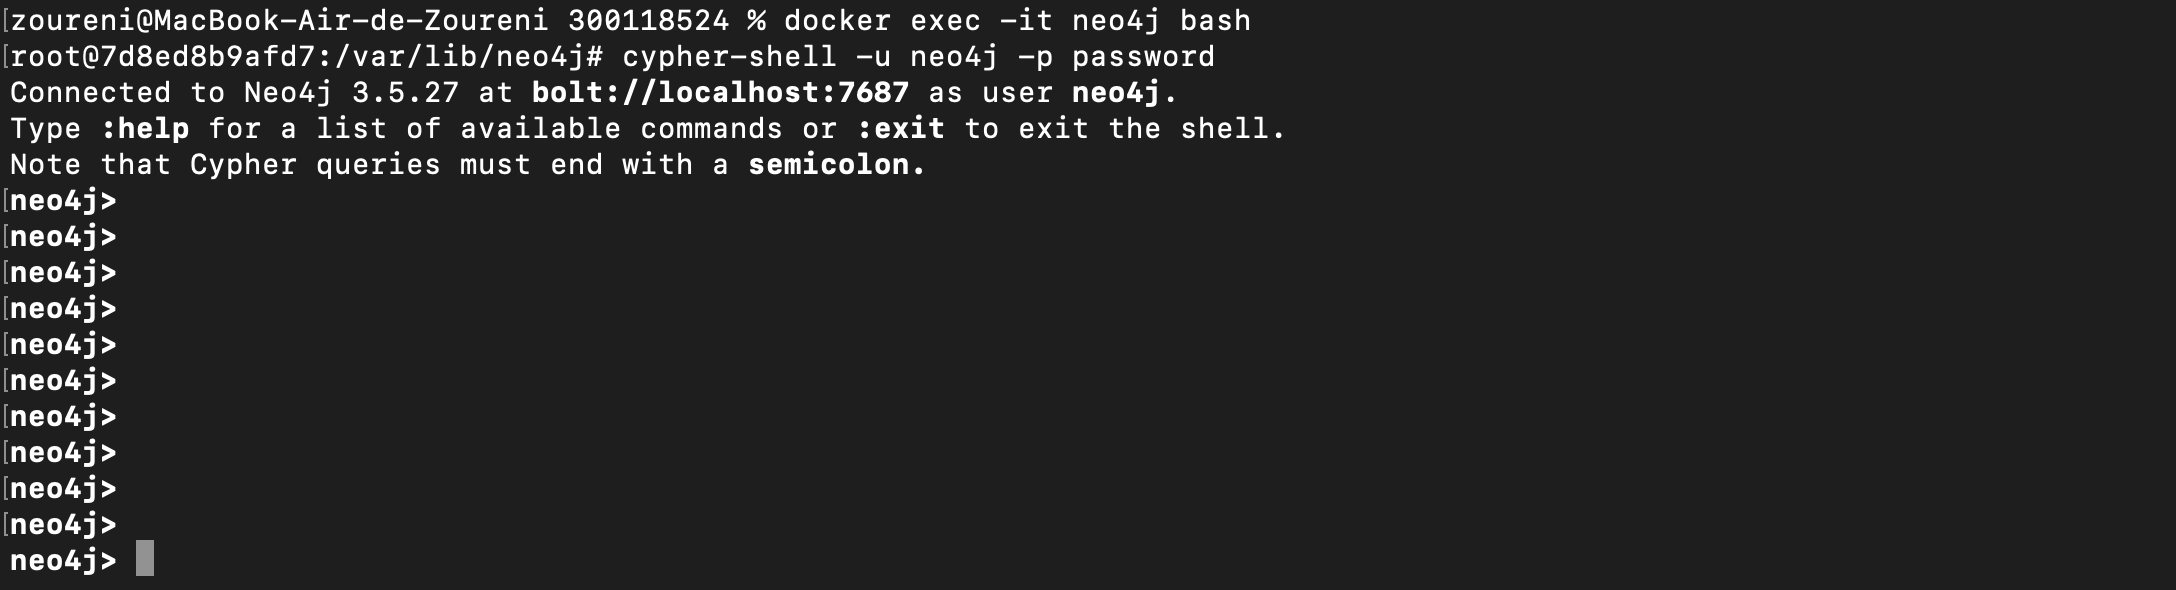 [zoureni@MacBook-Air-de-Zoureni 300118524 % docker exec -it neo4j bash
[root@7d8ed8b9afd7:/var/lib/neo4j# cypher-shell -u neo4j -p password
Connected to Neo4j 3.5.27 at bolt://localhost:7687 as user neo4j.
Type :help for a list of available commands or :exit to exit the shell.
Note that Cypher queries must end with a semicolon.
[neo4j>
[neo4j>
[neo4j>
[neo4j>
[neo4j>
[neo4j>
[neo4j>
[neo4j>
[neo4j>
[neo4j>
neo4j>